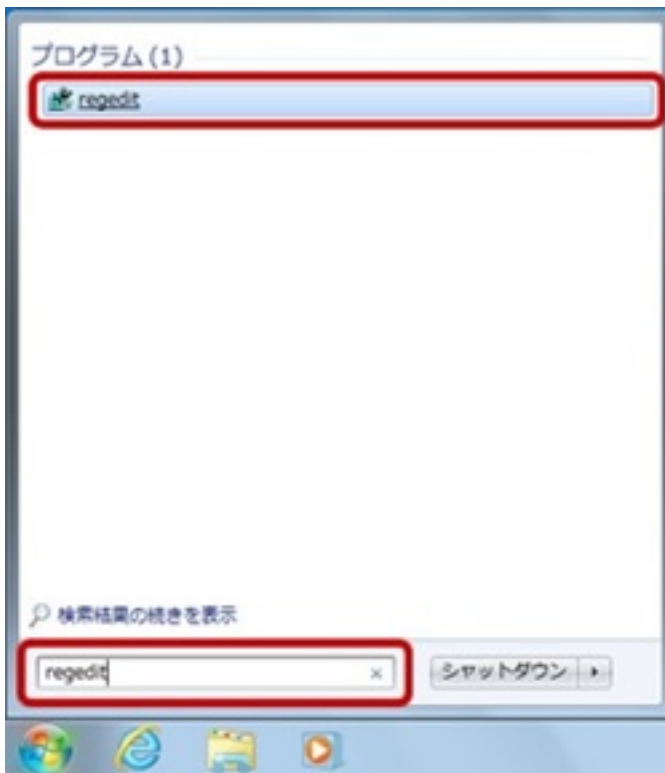 プログラム (1)
regedit
検索結果の続きを表示
regedit
シャットダウン